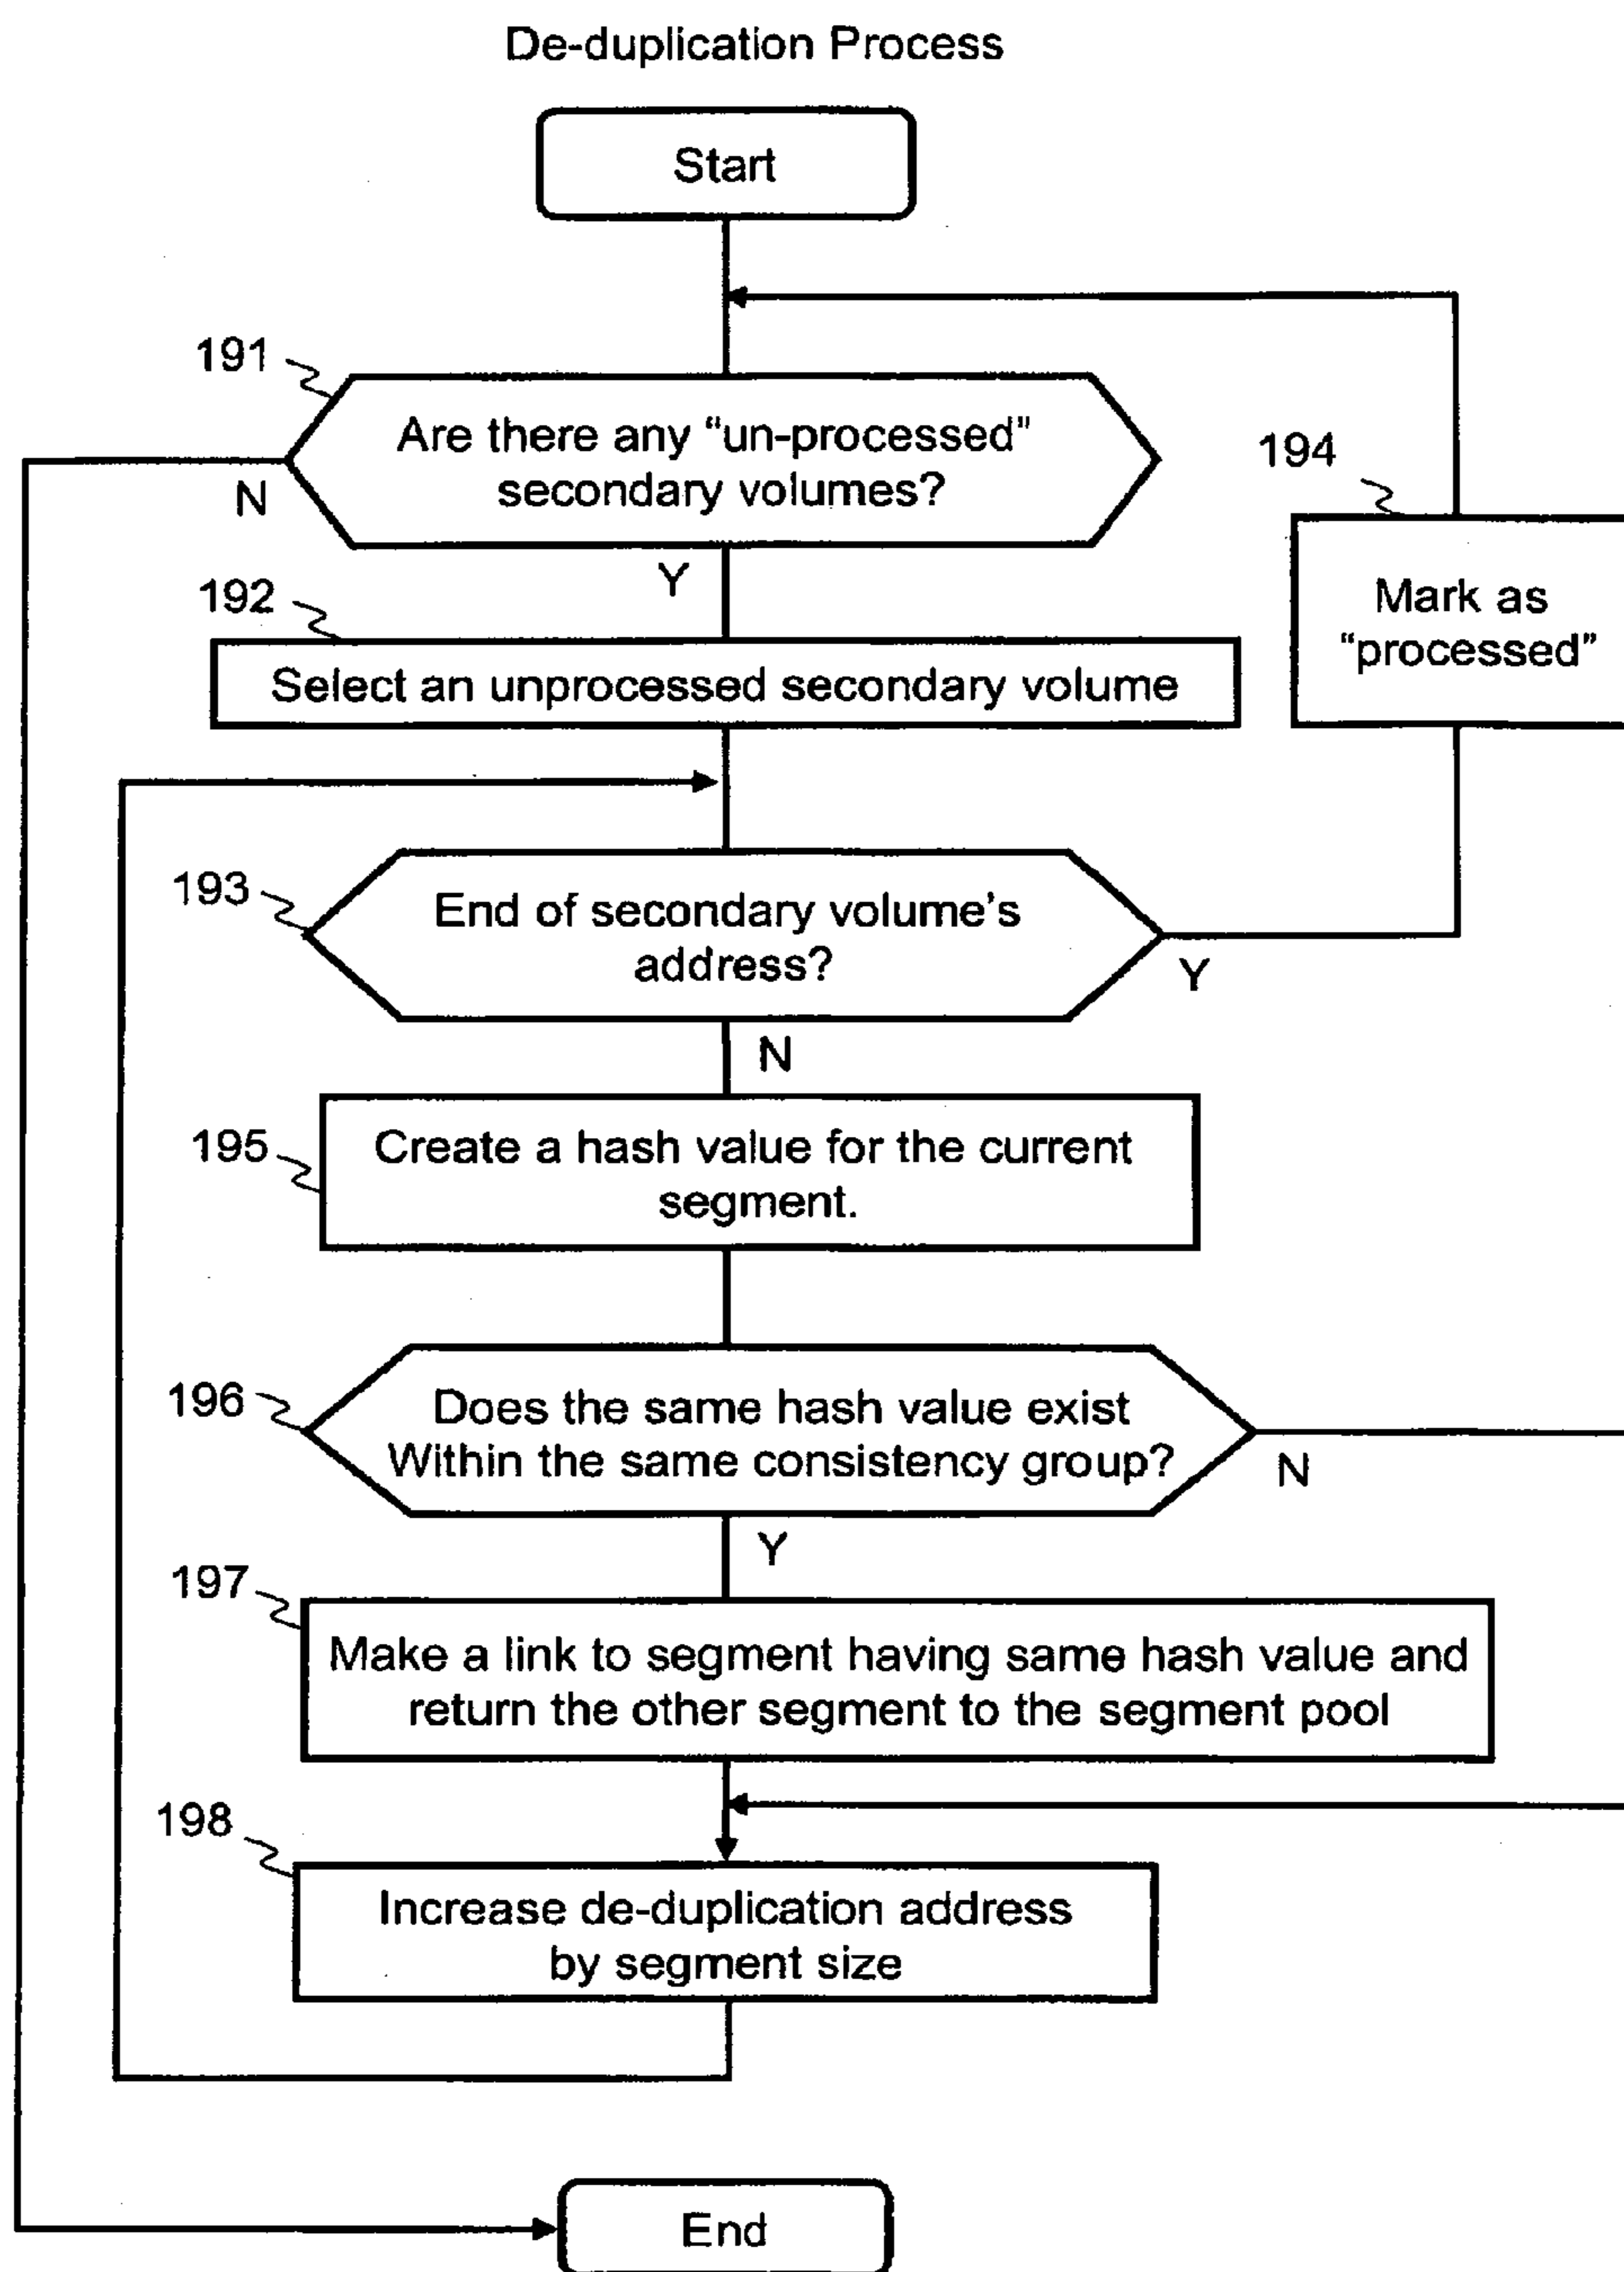 De-duplication Process
Start
191
Are there any “un-processed”
secondary volumes?
N
Y
194
Mark as
“processed”
192
Select an unprocessed secondary volume
193
End of secondary volume's
address?
Y
N
195
Create a hash value for the current
segment.
196
Does the same hash value exist
Within the same consistency group?
N
Y
197
Make a link to segment having same hash value and
return the other segment to the segment pool
198
Increase de-duplication address
by segment size
End